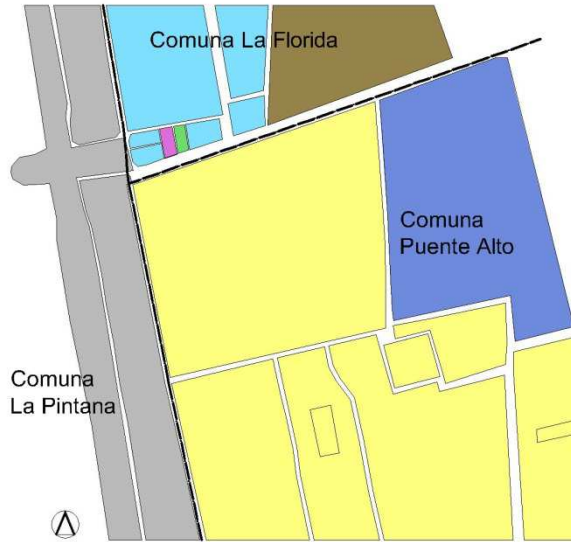 Comuna La Florida
Comuna
Puente Alto
Comuna
La Pintana